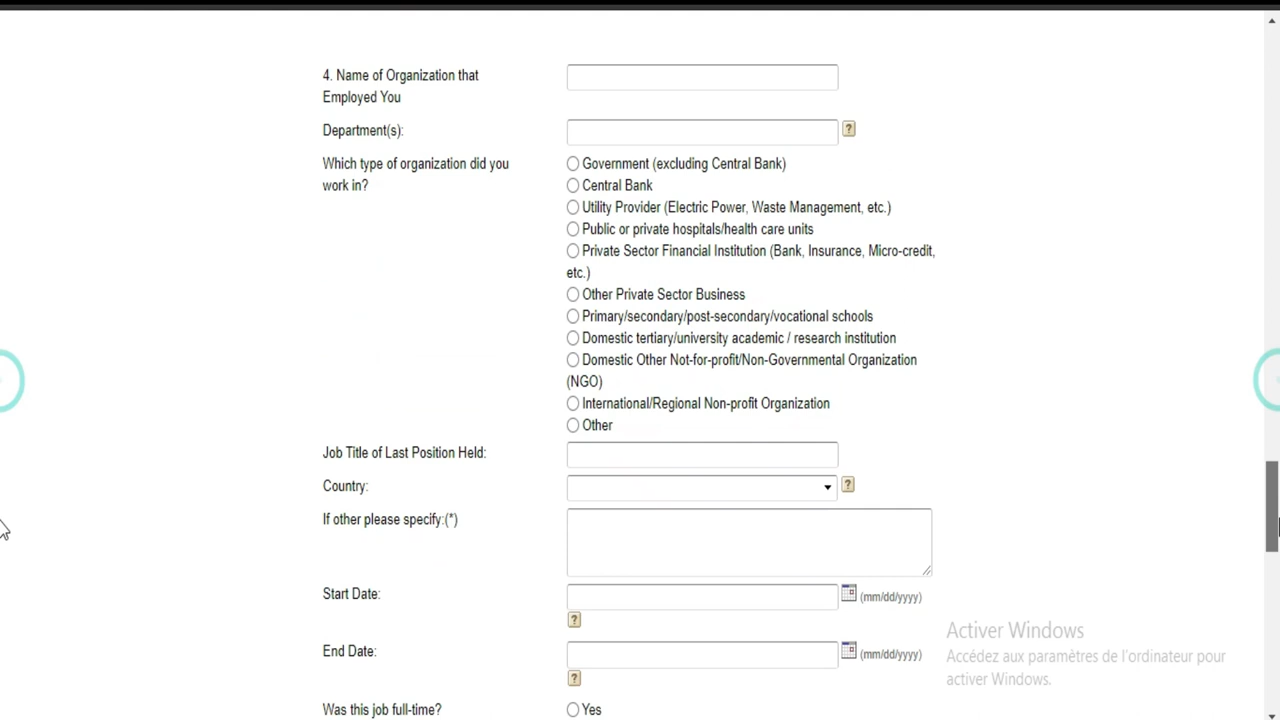 4. Name of Organization that
Employed You
Department(s):
?
Which type of organization did you
work in?
Government (excluding Central Bank)
Central Bank
Utility Provider (Electric Power, Waste Management, etc.)
Public or private hospitals/health care units
Private Sector Financial Institution (Bank, Insurance, Micro-credit,
etc.)
Other Private Sector Business
Primary/secondary/post-secondary/vocational schools
Domestic tertiary/university academic / research institution
Domestic Other Not-for-profit/Non-Governmental Organization
(NGO)
International/Regional Non-profit Organization
Other
Job Title of Last Position Held:
Country:
?
If other please specify:(*)
Start Date:
(mm/dd/yyyy)
?
End Date:
(mm/dd/yyyy)
?
Was this job full-time?
Yes
Activer Windows
Accédez aux paramètres de l'ordinateur pour
activer Windows.